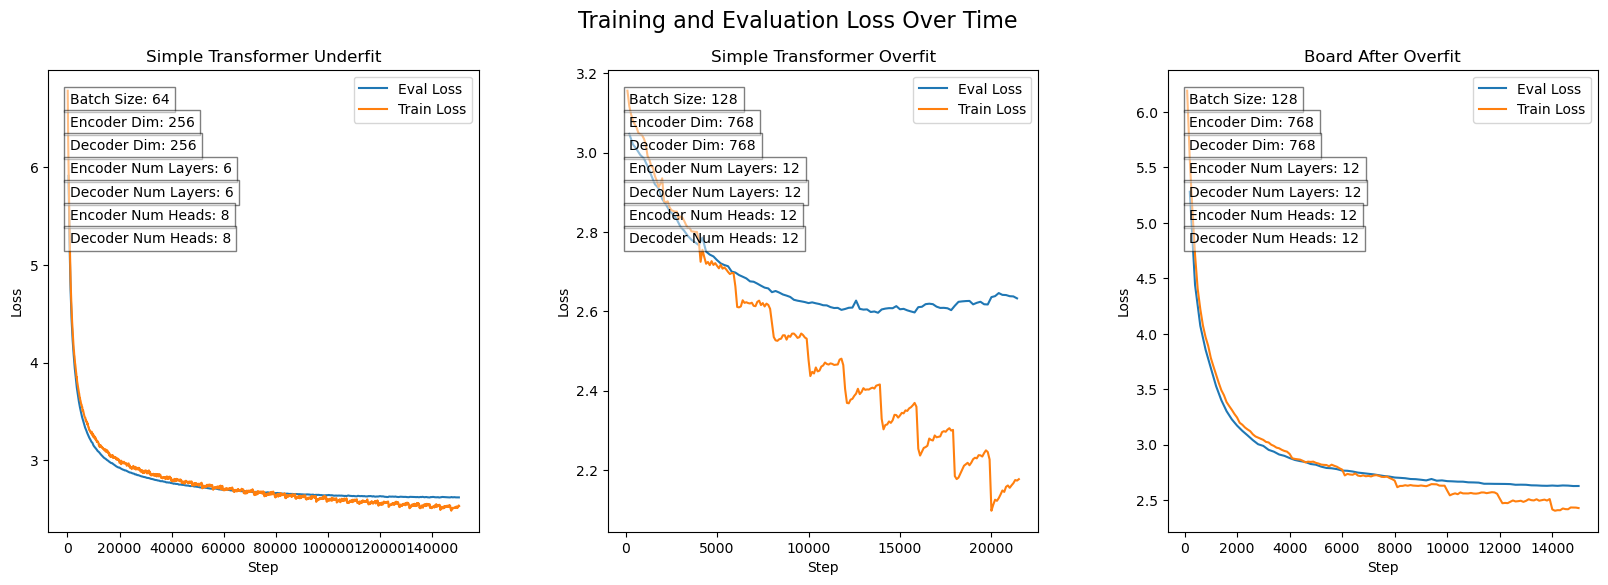 Training and Evaluation Loss Over Time
Simple Transformer Underfit
Eval Loss
Train Loss
Batch Size: 64
Encoder Dim: 256
Decoder Dim: 256
Encoder Num Layers: 6
Decoder Num Layers: 6
Encoder Num Heads: 8
Decoder Num Heads: 8
6
5
4
3
Loss
0 20000 40000 60000 80000 100000 120000 140000
Step
Simple Transformer Overfit
Eval Loss
Train Loss
Batch Size: 128
Encoder Dim: 768
Decoder Dim: 768
Encoder Num Layers: 12
Decoder Num Layers: 12
Encoder Num Heads: 12
Decoder Num Heads: 12
3.2
3.0
2.8
2.6
2.4
2.2
Loss
0 5000 10000 15000 20000
Step
Board After Overfit
Eval Loss
Train Loss
Batch Size: 128
Encoder Dim: 768
Decoder Dim: 768
Encoder Num Layers: 12
Decoder Num Layers: 12
Encoder Num Heads: 12
Decoder Num Heads: 12
6.0
5.5
5.0
4.5
4.0
3.5
3.0
2.5
Loss
0 2000 4000 6000 8000 10000 12000 14000
Step